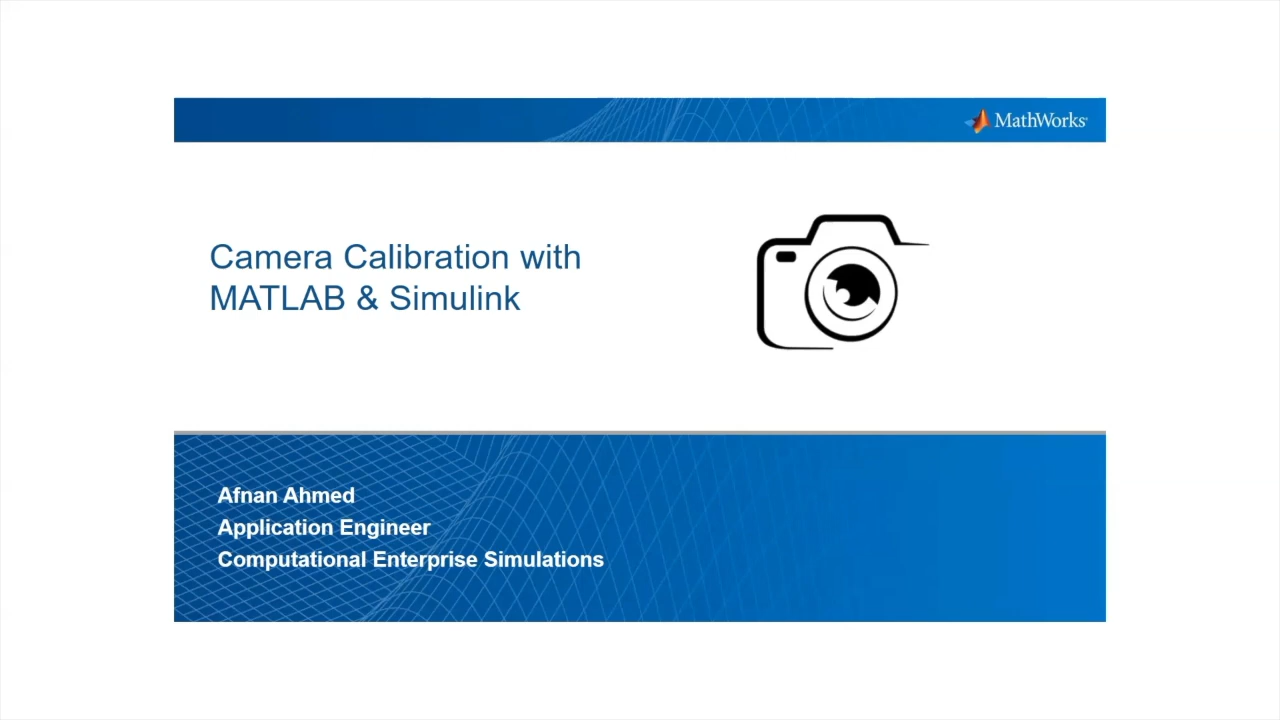 MathWorks
Camera Calibration with
MATLAB & Simulink
Afnan Ahmed
Application Engineer
Computational Enterprise Simulations